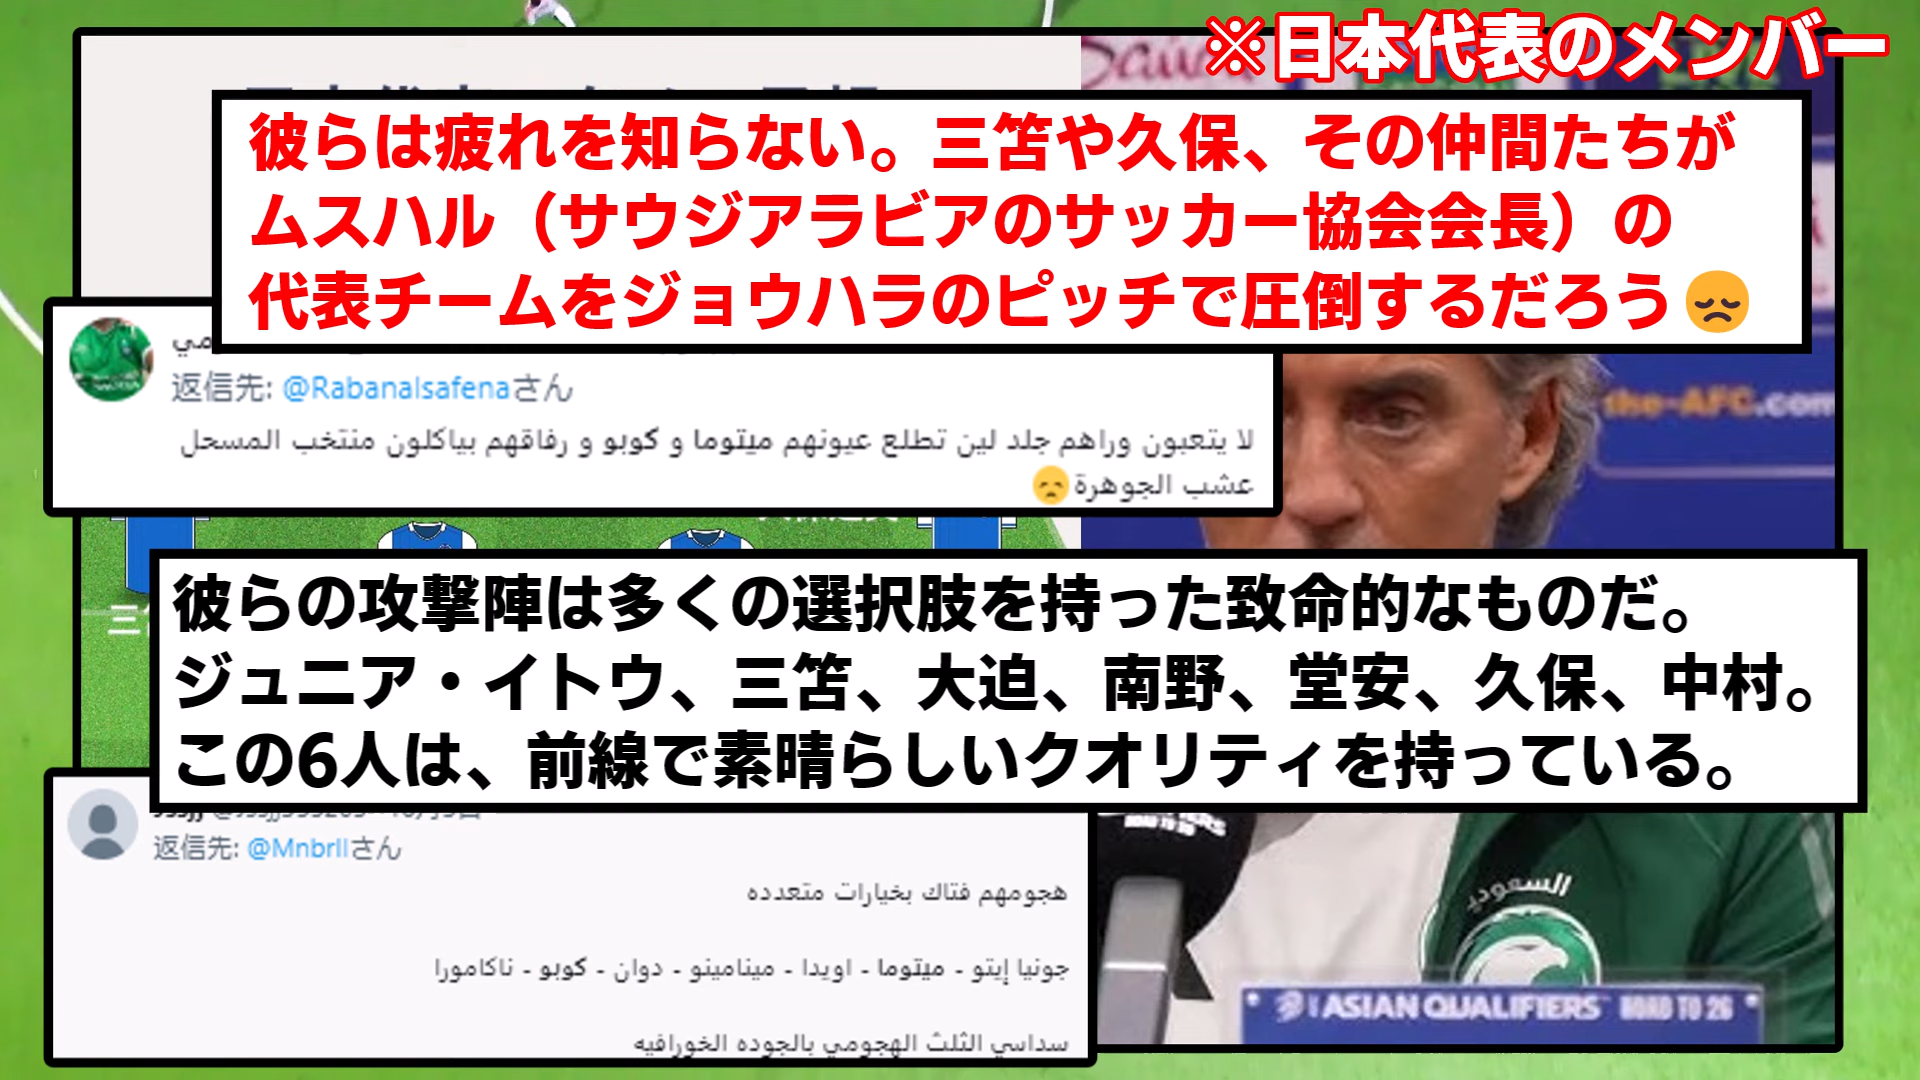 ※日本代表のメンバー
彼らは疲れを知らない。三笘や久保、その仲間たちが
ムスハル（サウジアラビアのサッカー協会会長）の
代表チームをジョウハラのピッチで圧倒するだろう😞
返信先: @Rabanalsafenaさん
لا يتعبون وراهم جلد لين تطلع عيونهم ميتوما و كوبو و رفاقهم بياكلون منتخب المسحل
عشب الجوهرة😞
the-AFC.com
彼らの攻撃陣は多くの選択肢を持った致命的なものだ。
ジュニア・イトウ、三笘、大迫、南野、堂安、久保、中村。
この6人は、前線で素晴らしいクオリティを持っている。
返信先: @Mnbrllさん
هجومهم فتاك بخيارات متعدده
جونيا إيتو - ميتوما - اويدا - مينامينو - دوان - كوبو - ناكامورا
سداسي الثلث الهجومي بالجوده الخورافيه
السعودية
ASIAN QUALIFIERS ROAD TO 26